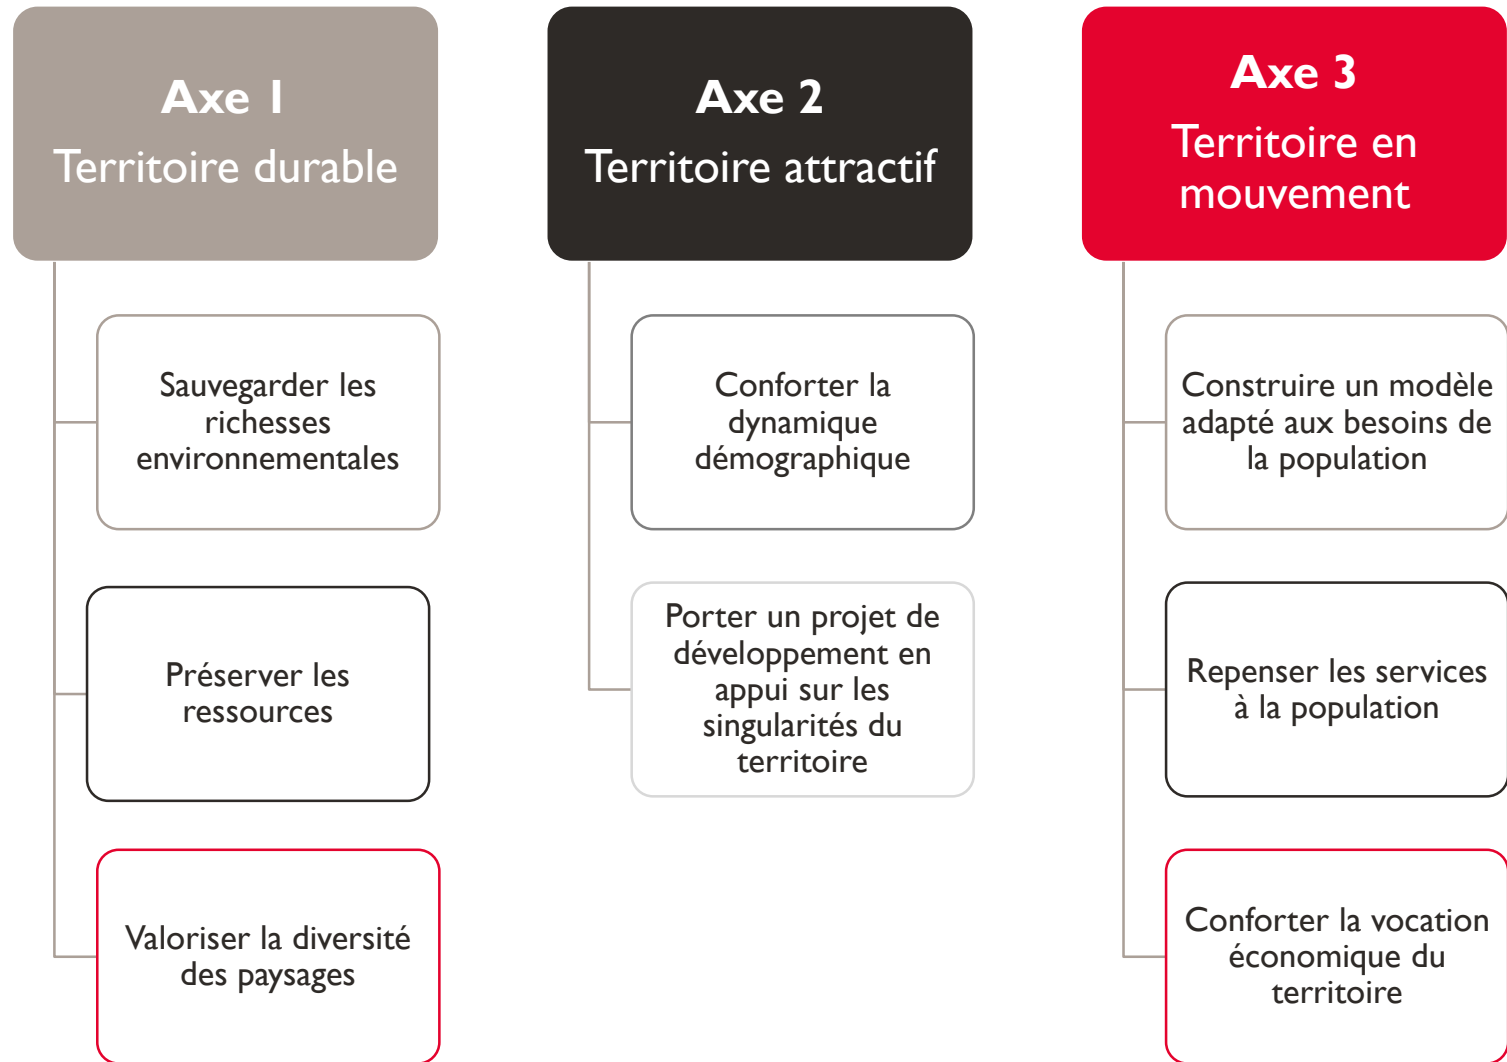 Axe 1
Territoire durable
Sauvegarder les
richesses
environnementales
Préserver les
ressources
Valoriser la diversité
des paysages
Axe 2
Territoire attractif
Conforter la
dynamique
démographique
Porter un projet de
développement en
appui sur les
singularités du
territoire
Axe 3
Territoire en
mouvement
Construire un modèle
adapté aux besoins de
la population
Repenser les services
à la population
Conforter la vocation
économique du
territoire